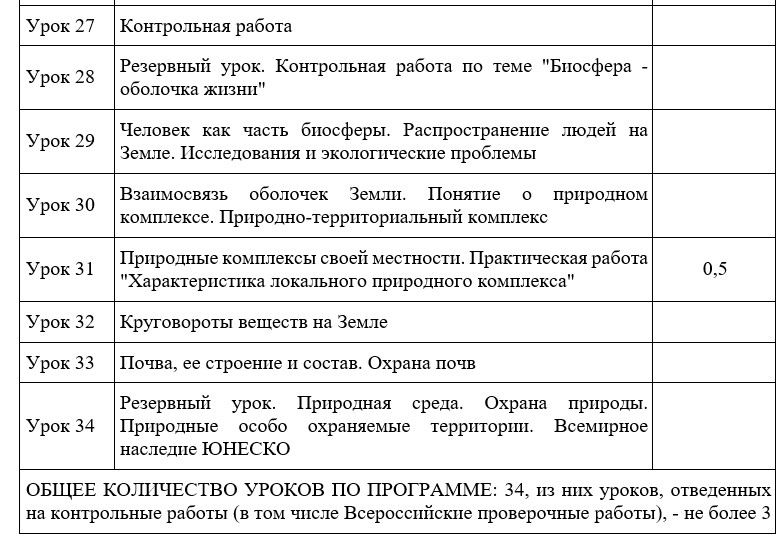 Урок 27 Контрольная работа
Урок 28 Резервный урок. Контрольная работа по теме "Биосфера -
оболочка жизни"
Урок 29 Человек как часть биосферы. Распространение людей на
Земле. Исследования и экологические проблемы
Урок 30 Взаимосвязь оболочек Земли. Понятие о природном
комплексе. Природно-территориальный комплекс
Урок 31 Природные комплексы своей местности. Практическая работа
"Характеристика локального природного комплекса" 0,5
Урок 32 Круговороты веществ на Земле
Урок 33 Почва, ее строение и состав. Охрана почв
Урок 34 Резервный урок. Природная среда. Охрана природы.
Природные особо охраняемые территории. Всемирное
наследие ЮНЕСКО
ОБЩЕЕ КОЛИЧЕСТВО УРОКОВ ПО ПРОГРАММЕ: 34, из них уроков, отведенных
на контрольные работы (в том числе Всероссийские проверочные работы), - не более 3